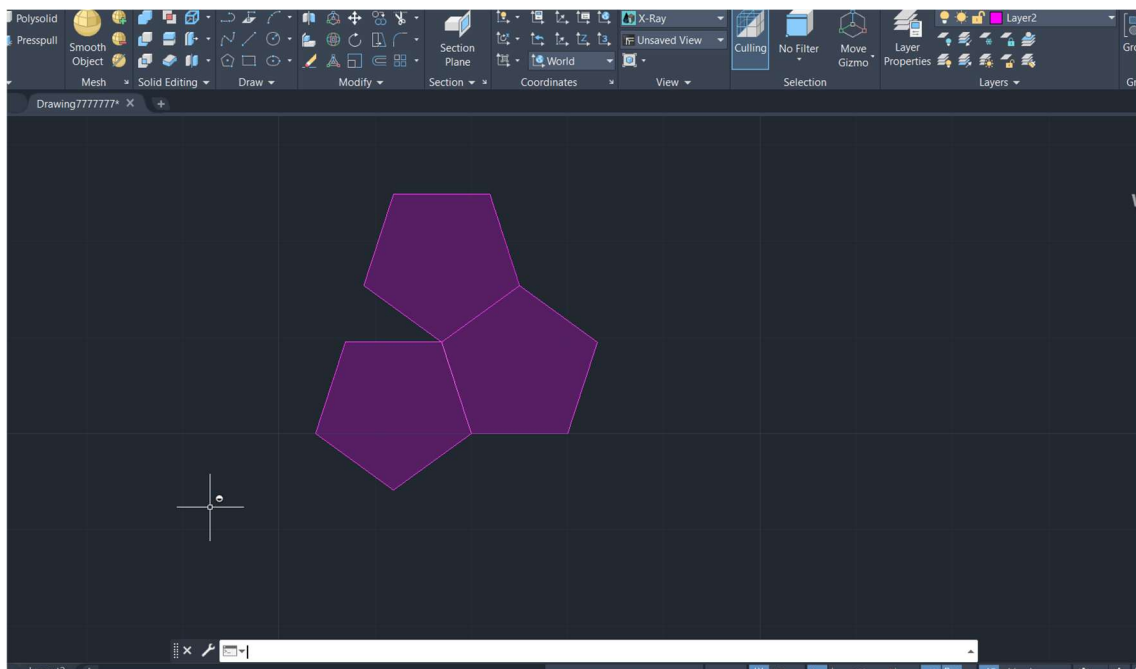 Polysolid
Presspull
Smooth
Object
Mesh
Solid Editing
Draw
Modify
Section
Plane
Section
World
Coordinates
X-Ray
Unsaved View
View
Culling
No Filter
Move
Gizmo
Selection
Layer
Properties
Layer2
Layers
Drawing7777777*